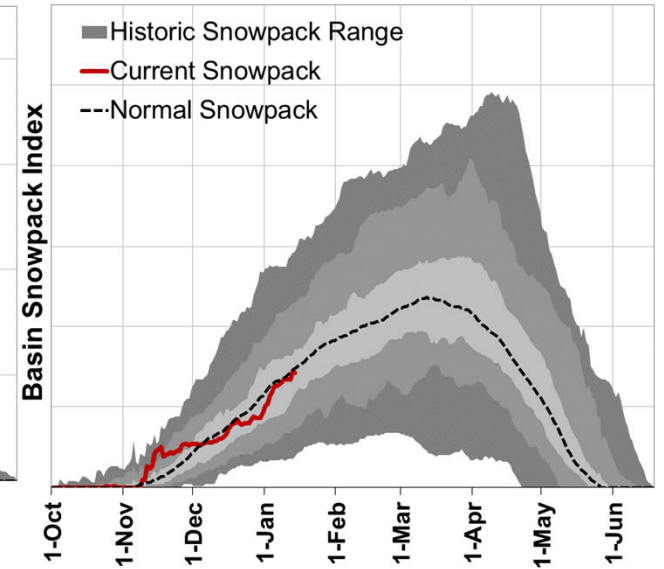 Historic Snowpack Range
Current Snowpack
Normal Snowpack
Basin Snowpack Index
1-Oct
1-Nov
1-Dec
1-Jan
1-Feb
1-Mar
1-Apr
1-May
1-Jun